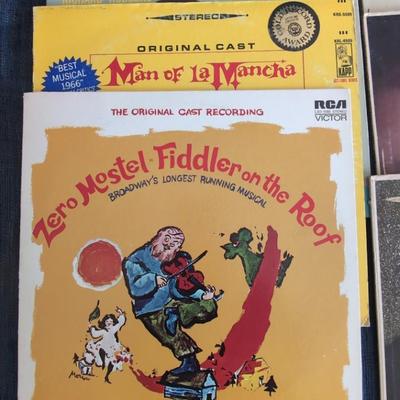 STEREO
ORIGINAL CAST
"BEST
MUSICAL
1966"
Man of La Mancha
KAPP
THE ORIGINAL CAST RECORDING
RCA
VICTOR
Zero Mostel · Fiddler on the Roof
BROADWAY'S LONGEST RUNNING MUSICAL